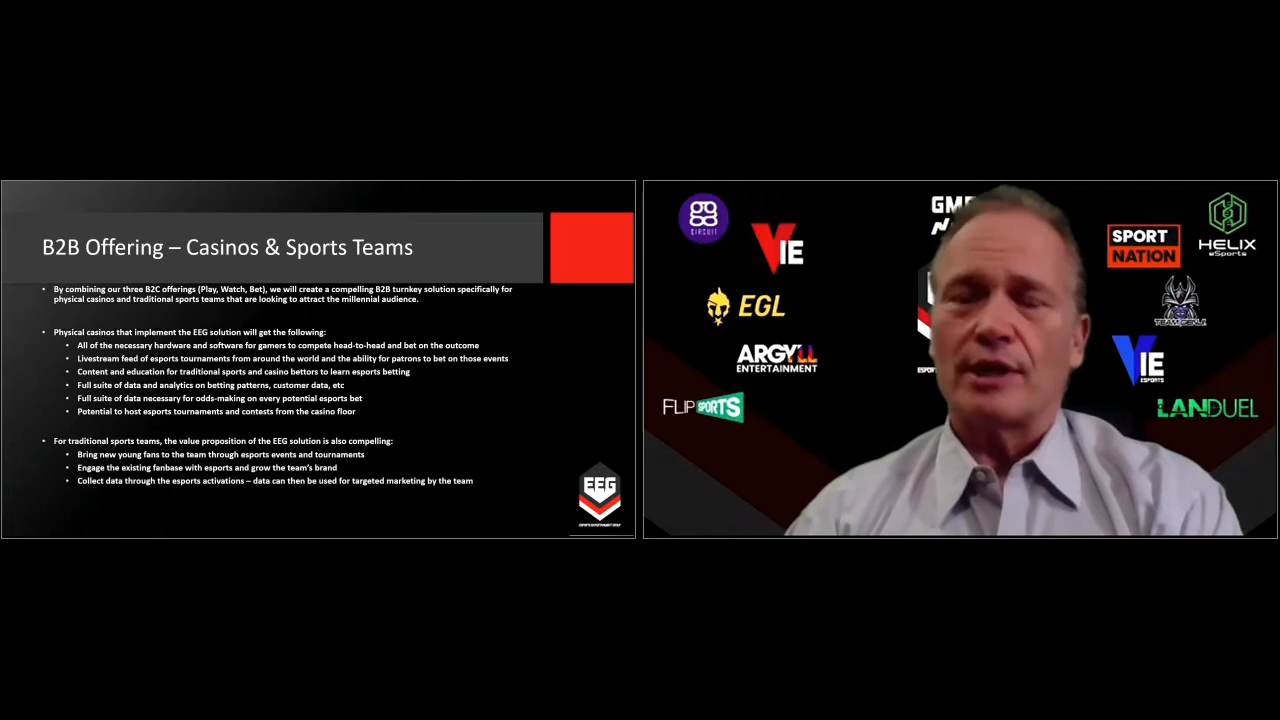 B2B Offering – Casinos & Sports Teams
• By combining our three B2C offerings (Play, Watch, Bet), we will create a compelling B2B turnkey solution specifically for
physical casinos and traditional sports teams that are looking to attract the millennial audience.
• Physical casinos that implement the EEG solution will get the following:
• All of the necessary hardware and software for gamers to compete head-to-head and bet on the outcome
• Livestream feed of esports tournaments from around the world and the ability for patrons to bet on those events
• Content and education for traditional sports and casino bettors to learn esports betting
• Full suite of data and analytics on betting patterns, customer data, etc
• Full suite of data necessary for odds-making on every potential esports bet
• Potential to host esports tournaments and contests from the casino floor
• For traditional sports teams, the value proposition of the EEG solution is also compelling:
• Bring new young fans to the team through esports events and tournaments
• Engage the existing fanbase with esports and grow the team's brand
• Collect data through the esports activations – data can then be used for targeted marketing by the team
EEG
ESPORTS ENTERTAINMENT GROUP
CIRCUIT
VIE
GM
SPORT
NATION
HELIX
eSports
EGL
ARGYLL
ENTERTAINMENT
VIE
ESPORTS
FLIP SPORTS
LANDUEL